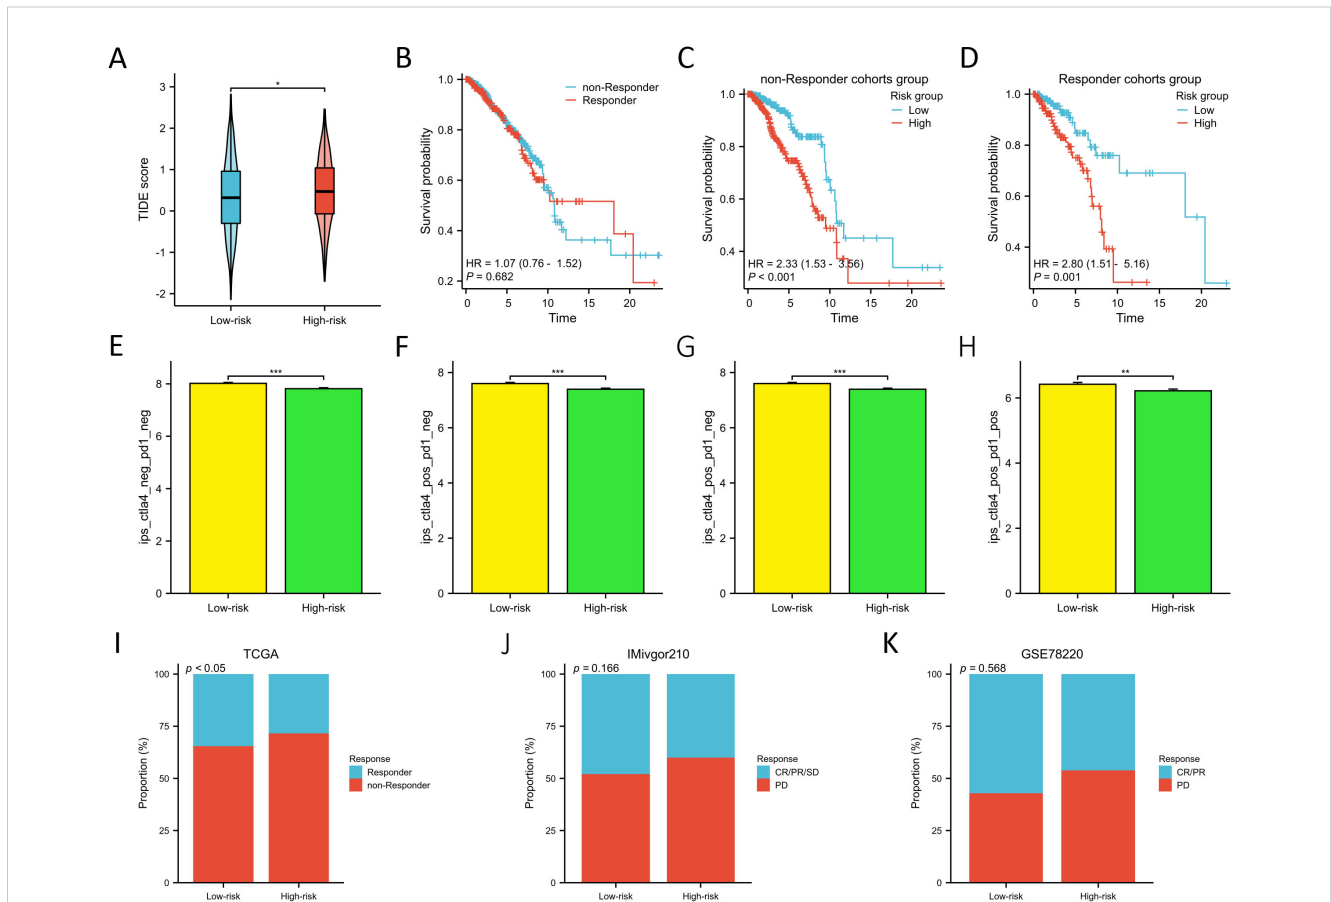 A
TIDE score
3
2
1
0
-1
-2
*
Low-risk
High-risk
B
Survival probability
1.0
0.8
0.6
0.4
0.2
non-Responder
Responder
HR = 1.07 (0.76 - 1.52)
P = 0.682
0
5
10
15
20
Time
C
non-Responder cohorts group
Risk group
Low
High
Survival probability
1.0
0.8
0.6
0.4
HR = 2.33 (1.53 - 3.56)
P < 0.001
0
5
10
15
20
Time
D
Responder cohorts group
Risk group
Low
High
Survival probability
1.0
0.8
0.6
0.4
HR = 2.80 (1.51 - 5.16)
P = 0.001
0
5
10
15
20
Time
E
ips_ctla4_neg_pd1_neg
8
6
4
2
0
***
Low-risk
High-risk
F
ips_ctla4_pos_pd1_neg
8
6
4
2
0
***
Low-risk
High-risk
G
ips_ctla4_pos_pd1_neg
8
6
4
2
0
***
Low-risk
High-risk
H
ips_ctla4_pos_pd1_pos
6
4
2
0
**
Low-risk
High-risk
I
TCGA
p < 0.05
Proportion (%)
100
75
50
25
0
Low-risk
High-risk
Response
Responder
non-Responder
J
IMivgor210
p = 0.166
Proportion (%)
100
75
50
25
0
Low-risk
High-risk
Response
CR/PR/SD
PD
K
GSE78220
p = 0.568
Proportion (%)
100
75
50
25
0
Low-risk
High-risk
Response
CR/PR
PD